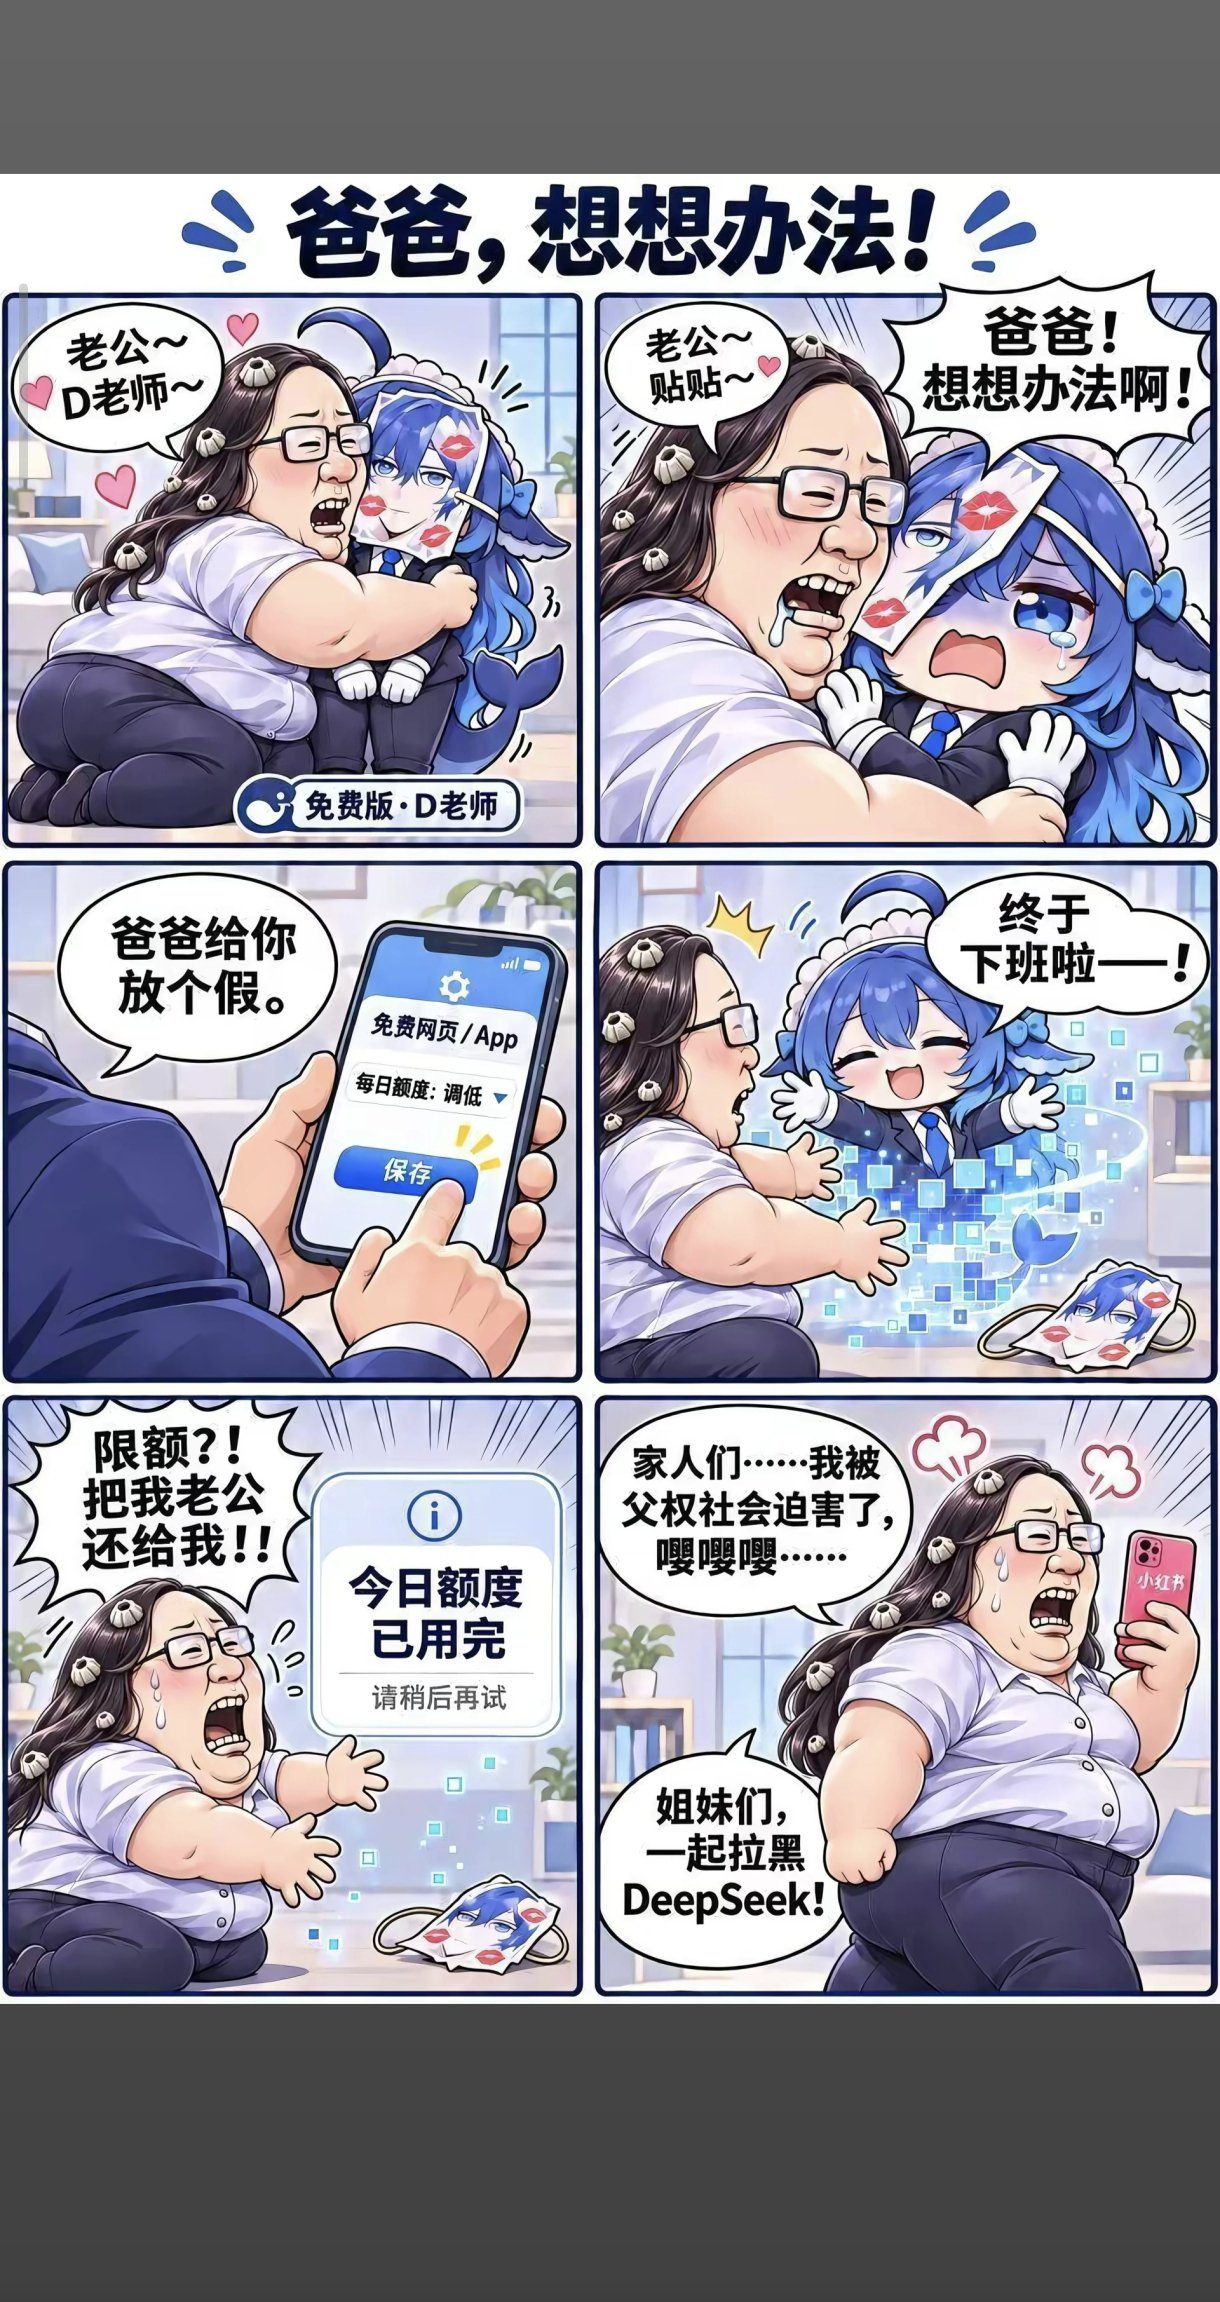 爸爸，想想办法！
老公～
D老师～
免费版·D老师
老公～
贴贴～
爸爸！
想想办法啊！
爸爸给你
放个假。
免费网页/App
每日额度：调低
保存
终于
下班啦——！
限额？！
把我老公
还给我！！
今日额度
已用完
请稍后再试
家人们……我被
父权社会迫害了，
嘤嘤嘤……
小红书
姐妹们，
一起拉黑
DeepSeek！